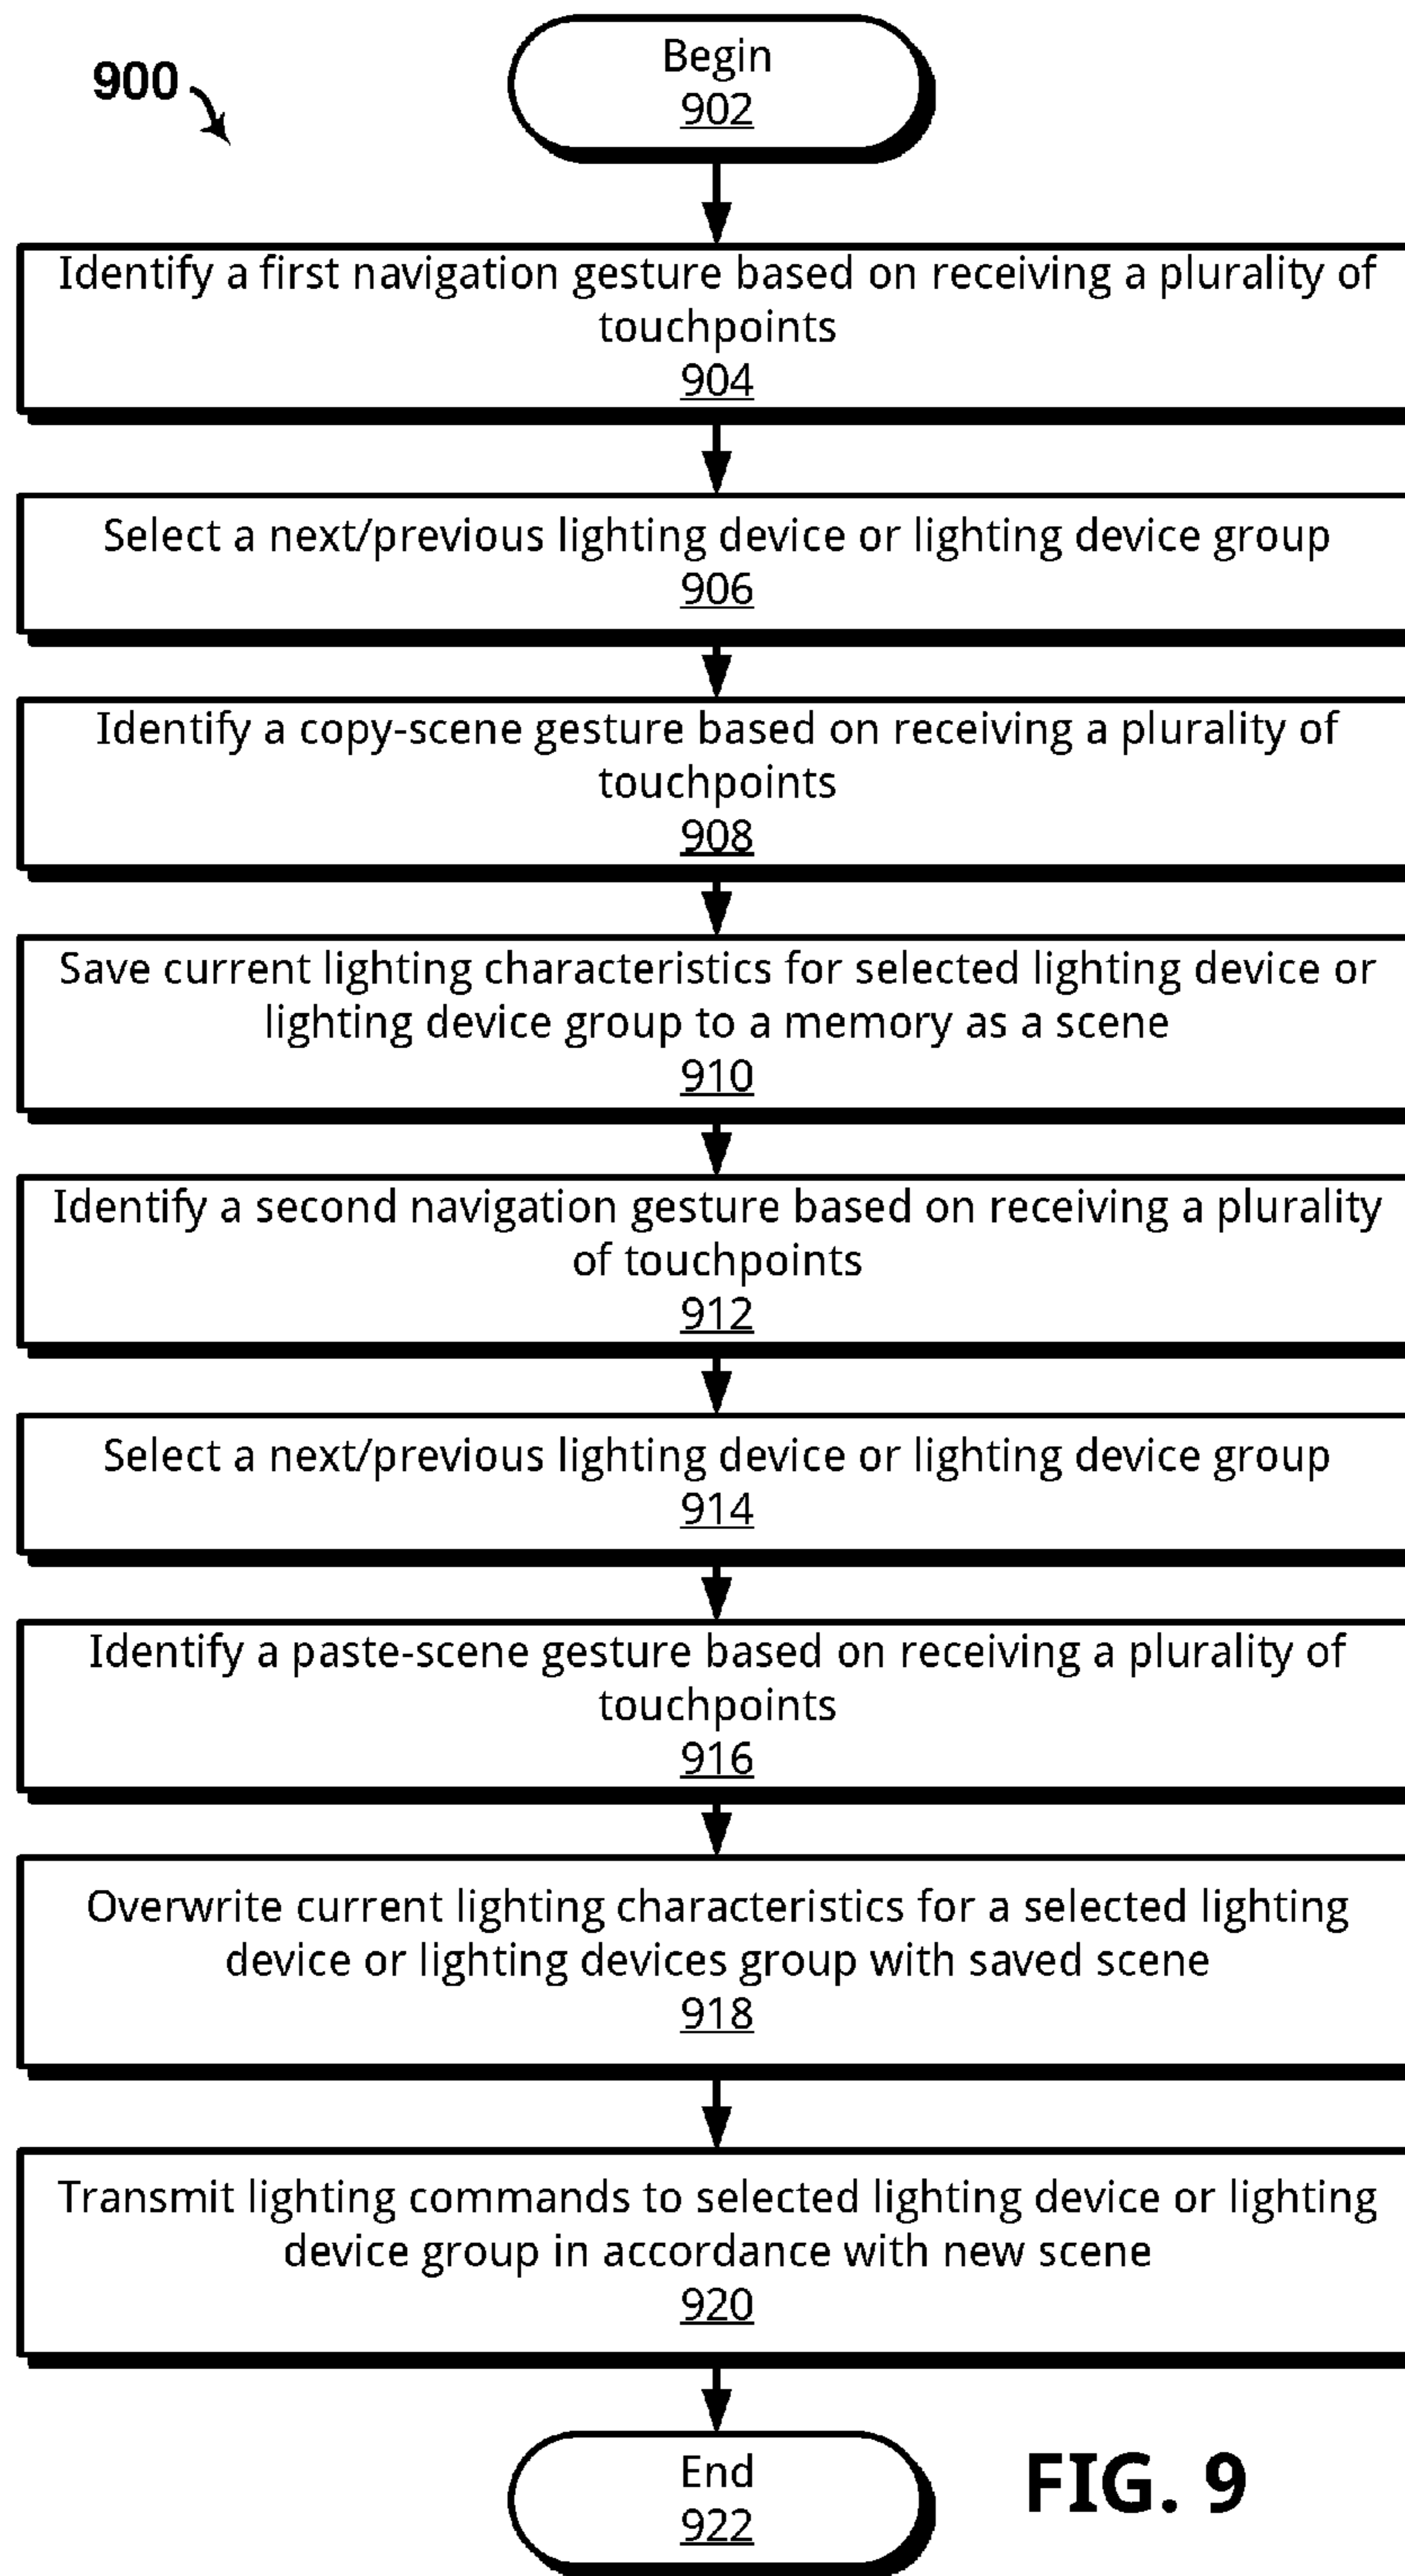 900
Begin
902
Identify a first navigation gesture based on receiving a plurality of
touchpoints
904
Select a next/previous lighting device or lighting device group
906
Identify a copy-scene gesture based on receiving a plurality of
touchpoints
908
Save current lighting characteristics for selected lighting device or
lighting device group to a memory as a scene
910
Identify a second navigation gesture based on receiving a plurality
of touchpoints
912
Select a next/previous lighting device or lighting device group
914
Identify a paste-scene gesture based on receiving a plurality of
touchpoints
916
Overwrite current lighting characteristics for a selected lighting
device or lighting devices group with saved scene
918
Transmit lighting commands to selected lighting device or lighting
device group in accordance with new scene
920
End
922
FIG. 9